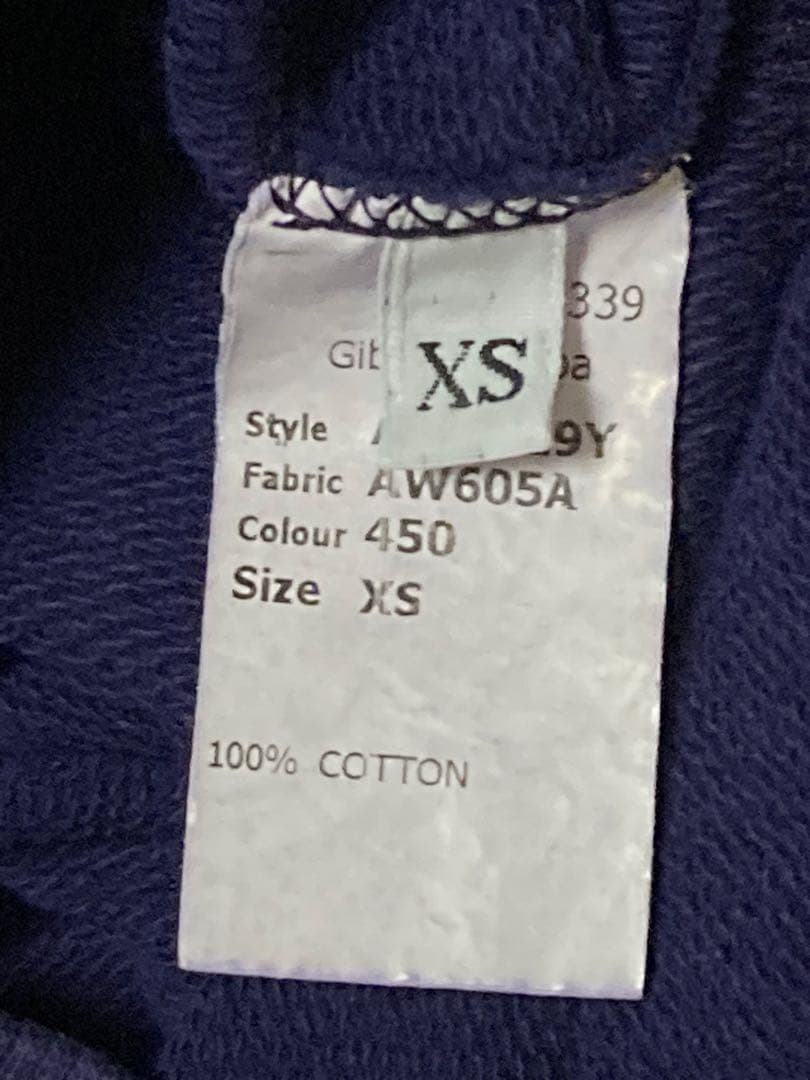 339
XS
Style
Fabric AW605A
Colour 450
Size XS
100% COTTON